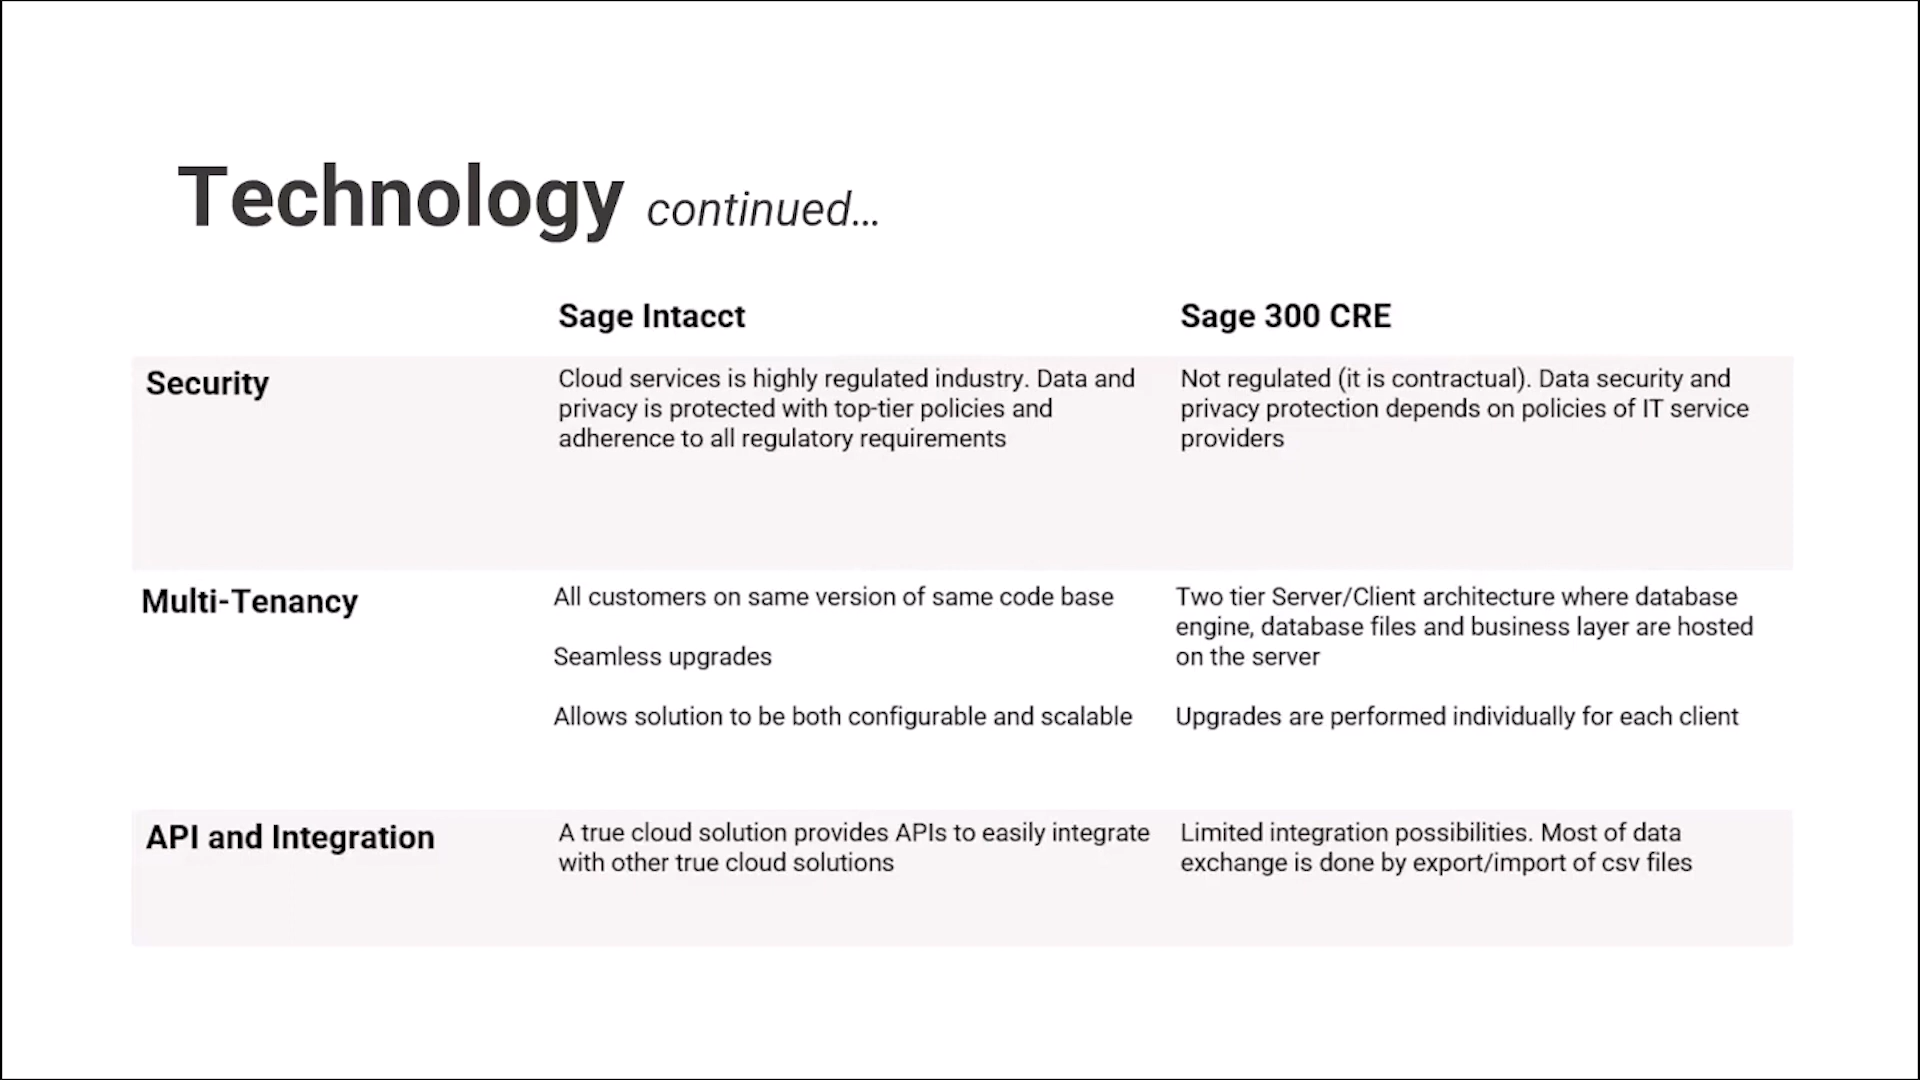 Technology continued...
Sage Intacct
Sage 300 CRE
Security
Cloud services is highly regulated industry. Data and
privacy is protected with top-tier policies and
adherence to all regulatory requirements
Not regulated (it is contractual). Data security and
privacy protection depends on policies of IT service
providers
Multi-Tenancy
All customers on same version of same code base
Seamless upgrades
Allows solution to be both configurable and scalable
Two tier Server/Client architecture where database
engine, database files and business layer are hosted
on the server
Upgrades are performed individually for each client
API and Integration
A true cloud solution provides APIs to easily integrate
with other true cloud solutions
Limited integration possibilities. Most of data
exchange is done by export/import of csv files